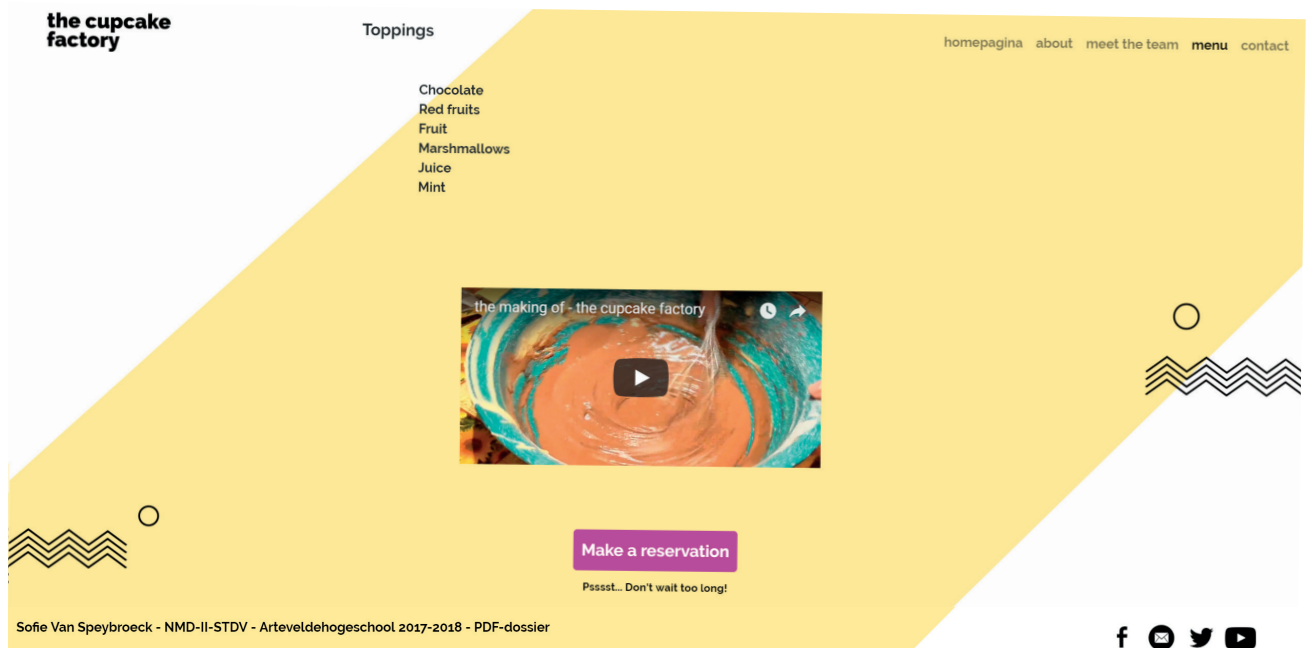 the cupcake
factory
Toppings
homepagina about meet the team menu contact
Chocolate
Red fruits
Fruit
Marshmallows
Juice
Mint
the making of - the cupcake factory
Make a reservation
Psssst... Don't wait too long!
Sofie Van Speybroeck - NMD-II-STDV - Arteveldehogeschool 2017-2018 - PDF-dossier